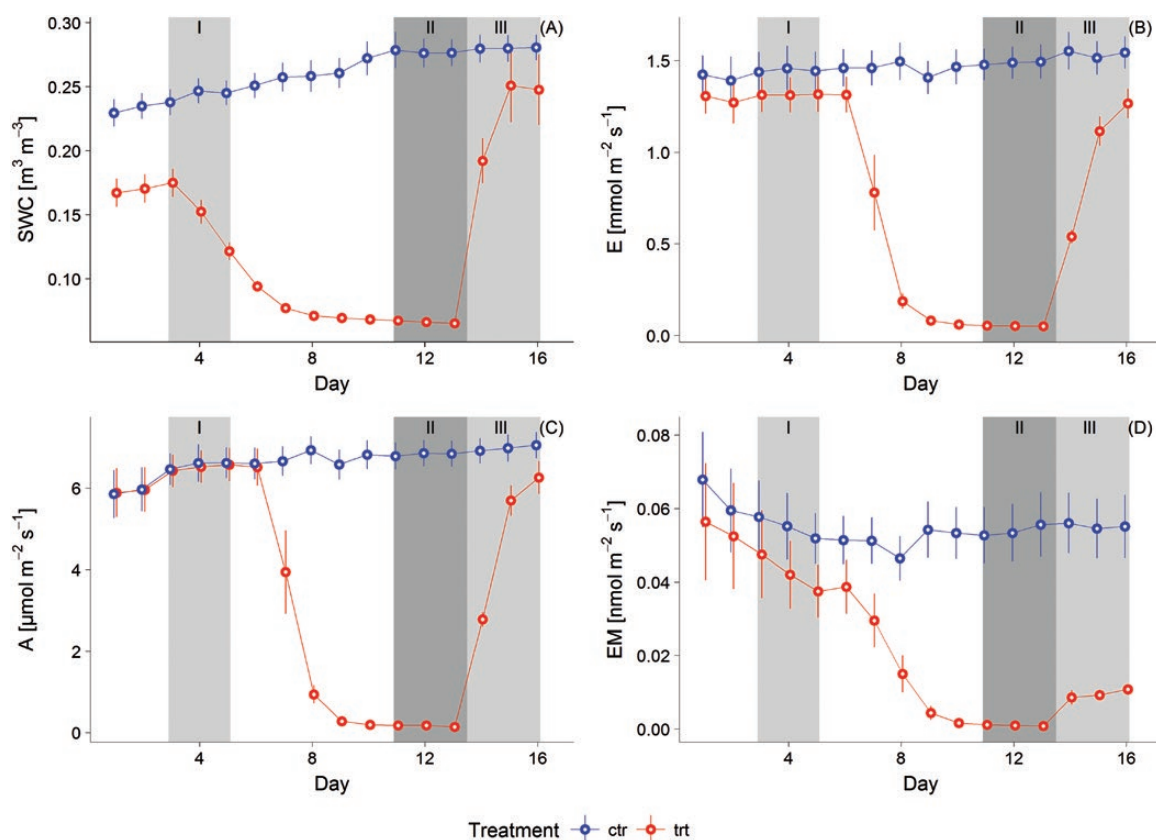 I II III (A)
SWC [m³ m⁻³]
0.30
0.25
0.20
0.15
0.10
4 8 12 16
Day
I II III (B)
E [mmol m⁻² s⁻¹]
1.5
1.0
0.5
0.0
4 8 12 16
Day
I II III (C)
A [µmol m⁻² s⁻¹]
6
4
2
0
4 8 12 16
Day
I II III (D)
EM [nmol m⁻² s⁻¹]
0.08
0.06
0.04
0.02
0.00
4 8 12 16
Day
Treatment ctr trt